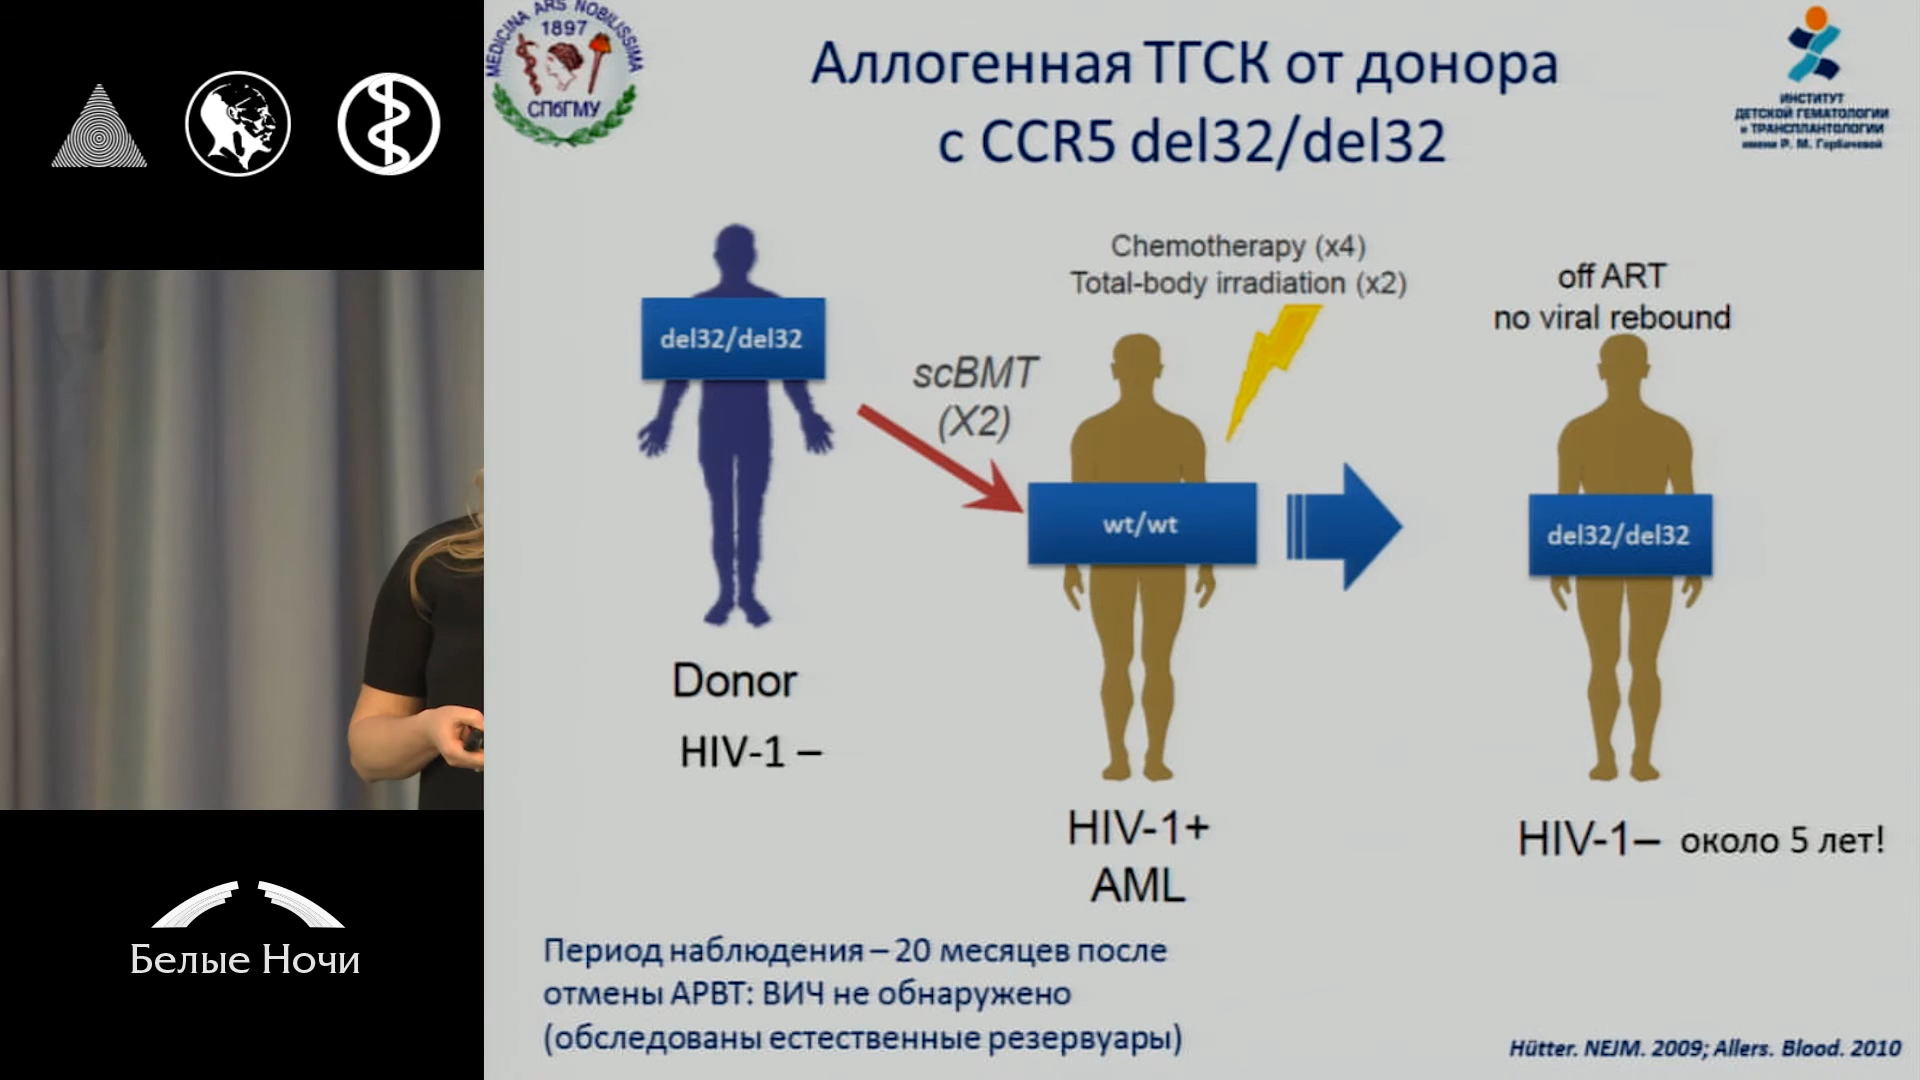 MEDICINA ARS NOBILISSIMA
1897
СПбГМУ
Аллогенная ТГСК от донора
с CCR5 del32/del32
ИНСТИТУТ
ДЕТСКОЙ ГЕМАТОЛОГИИ
и ТРАНСПЛАНТОЛОГИИ
имени Р. М. Горбачевой
Chemotherapy (x4)
Total-body irradiation (x2)
off ART
no viral rebound
del32/del32
scBMT
(X2)
wt/wt
del32/del32
Donor
HIV-1 –
HIV-1+
AML
HIV-1– около 5 лет!
Период наблюдения – 20 месяцев после
отмены АРВТ: ВИЧ не обнаружено
(обследованы естественные резервуары)
Hütter. NEJM. 2009; Allers. Blood. 2010
Белые Ночи